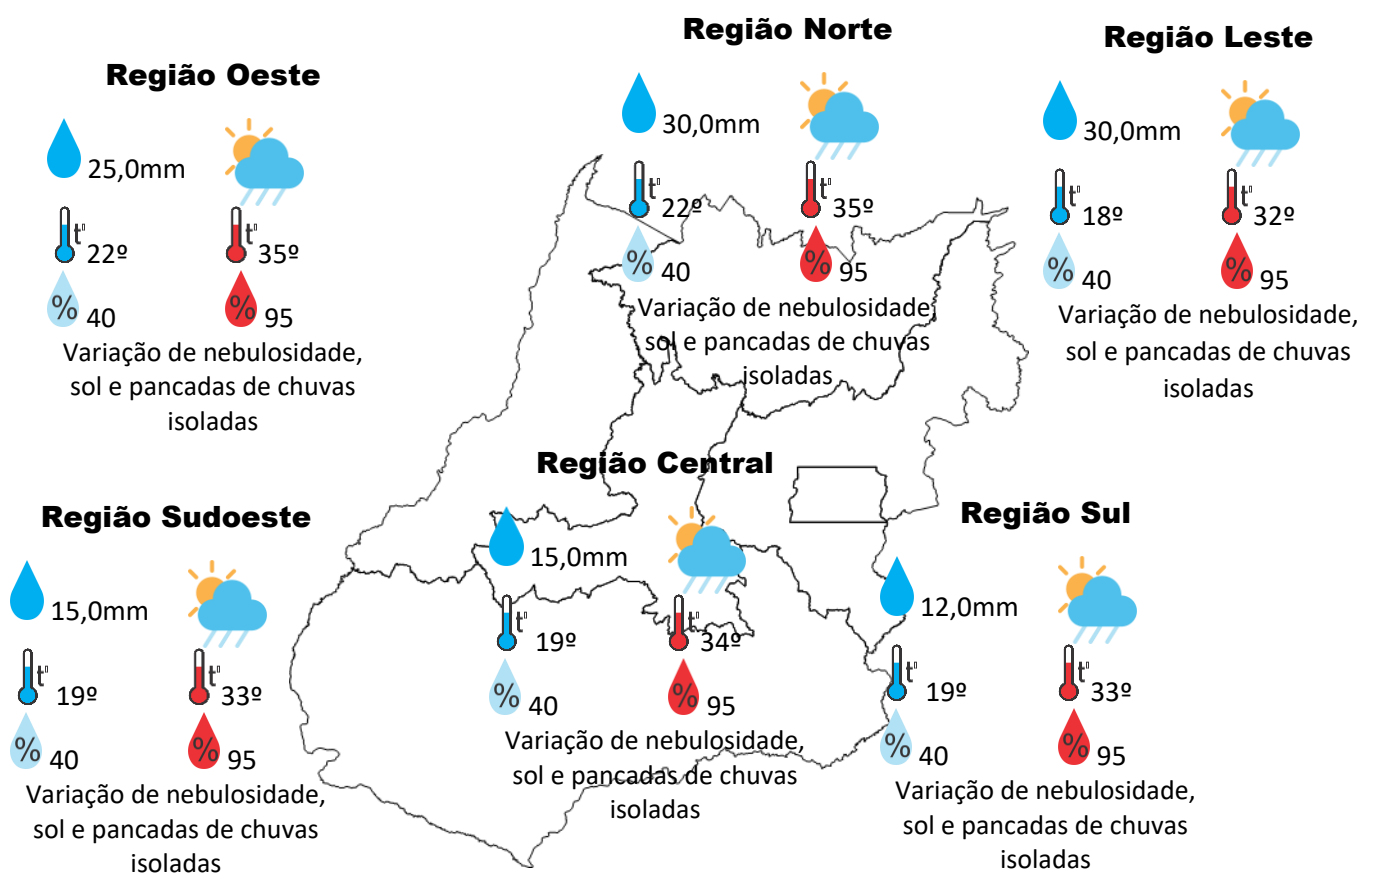 Região Oeste
25,0mm
t°
22º
t°
35º
%
40
%
95
Variação de nebulosidade,
sol e pancadas de chuvas
isoladas
Região Norte
30,0mm
t°
22º
t°
35º
%
40
%
95
Variação de nebulosidade,
sol e pancadas de chuvas
isoladas
Região Leste
30,0mm
t°
18º
t°
32º
%
40
%
95
Variação de nebulosidade,
sol e pancadas de chuvas
isoladas
Região Sudoeste
15,0mm
t°
19º
t°
33º
%
40
%
95
Variação de nebulosidade,
sol e pancadas de chuvas
isoladas
Região Central
15,0mm
t°
19º
t°
34º
%
40
%
95
Variação de nebulosidade,
sol e pancadas de chuvas
isoladas
Região Sul
12,0mm
t°
19º
t°
33º
%
40
%
95
Variação de nebulosidade,
sol e pancadas de chuvas
isoladas